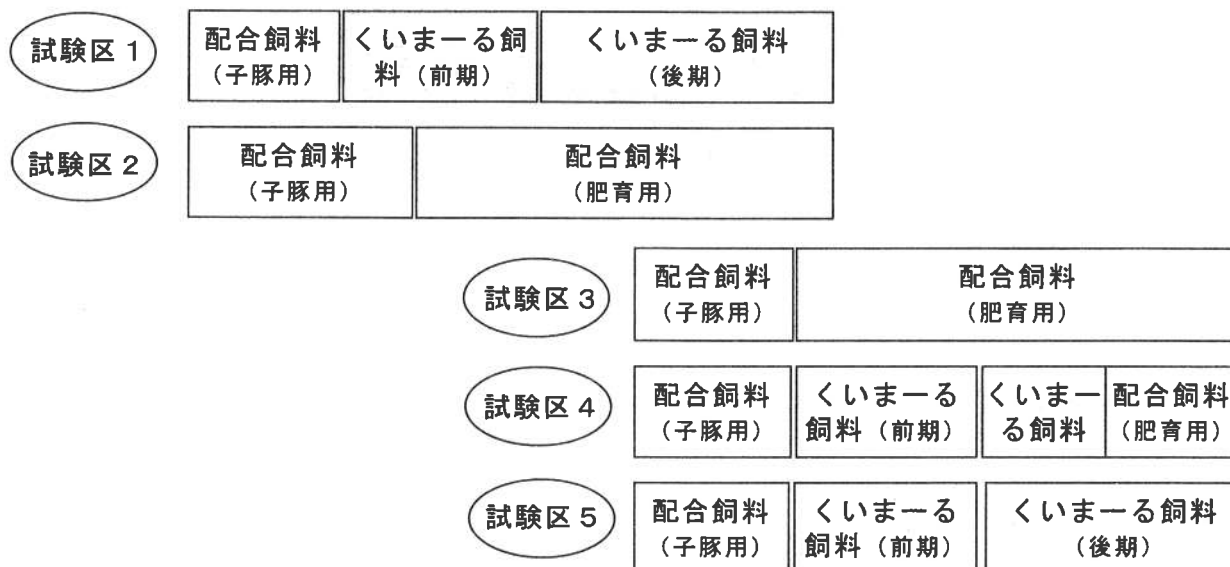 試験区1
配合飼料
(子豚用)
くいまーる飼
料(前期)
くいまーる飼料
(後期)
試験区2
配合飼料
(子豚用)
配合飼料
(肥育用)
試験区3
配合飼料
(子豚用)
配合飼料
(肥育用)
試験区4
配合飼料
(子豚用)
くいまーる
飼料(前期)
くいまー
る飼料
配合飼料
(肥育用)
試験区5
配合飼料
(子豚用)
くいまーる
飼料(前期)
くいまーる飼料
(後期)